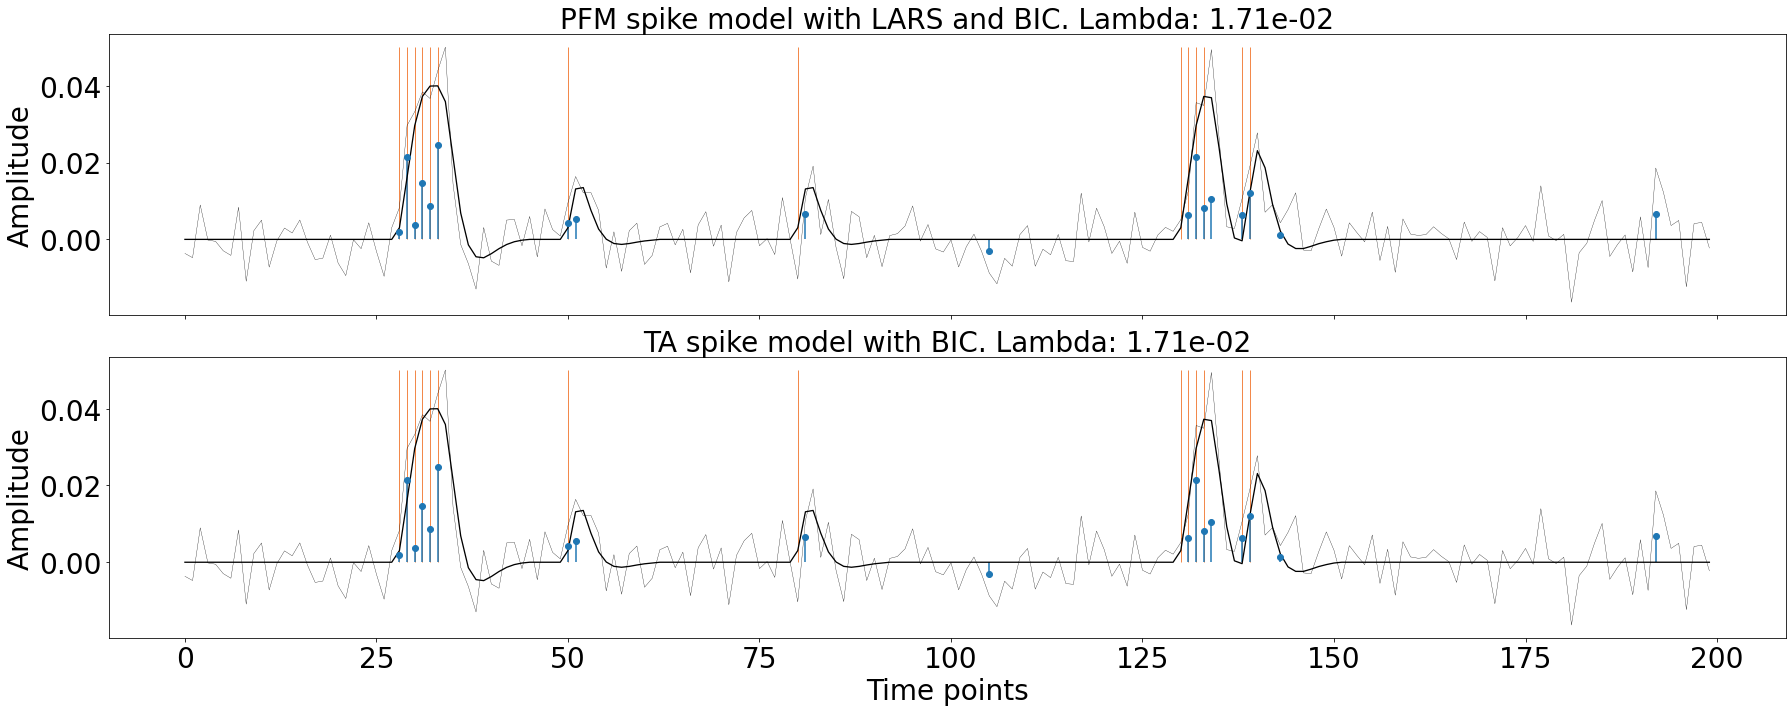 PFM spike model with LARS and BIC. Lambda: 1.71e-02
Amplitude
0.04
0.02
0.00
TA spike model with BIC. Lambda: 1.71e-02
Amplitude
0.04
0.02
0.00
0 25 50 75 100 125 150 175 200
Time points